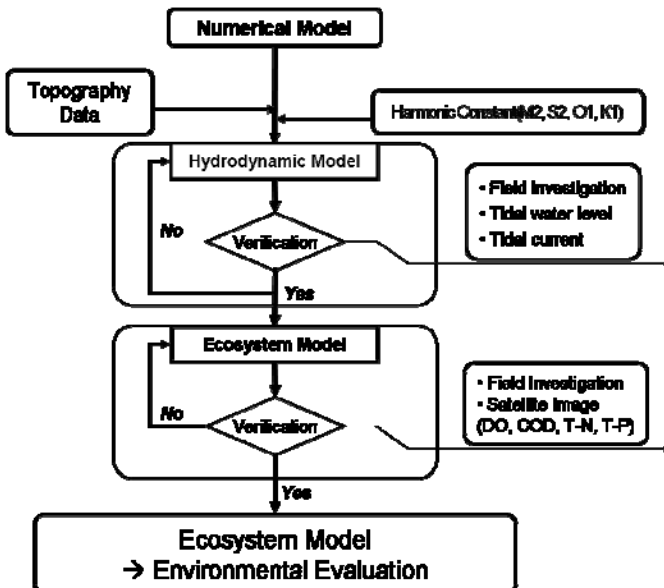 Numerical Model
Topography
Data
Harmonic Constant(M2, S2, O1, K1)
Hydrodynamic Model
• Field Investigation
• Tidal water level
• Tidal current
No
Verification
Yes
Ecosystem Model
• Field Investigation
• Satellite Image
(DO, COD, T-N, T-P)
No
Verification
Yes
Ecosystem Model
→ Environmental Evaluation